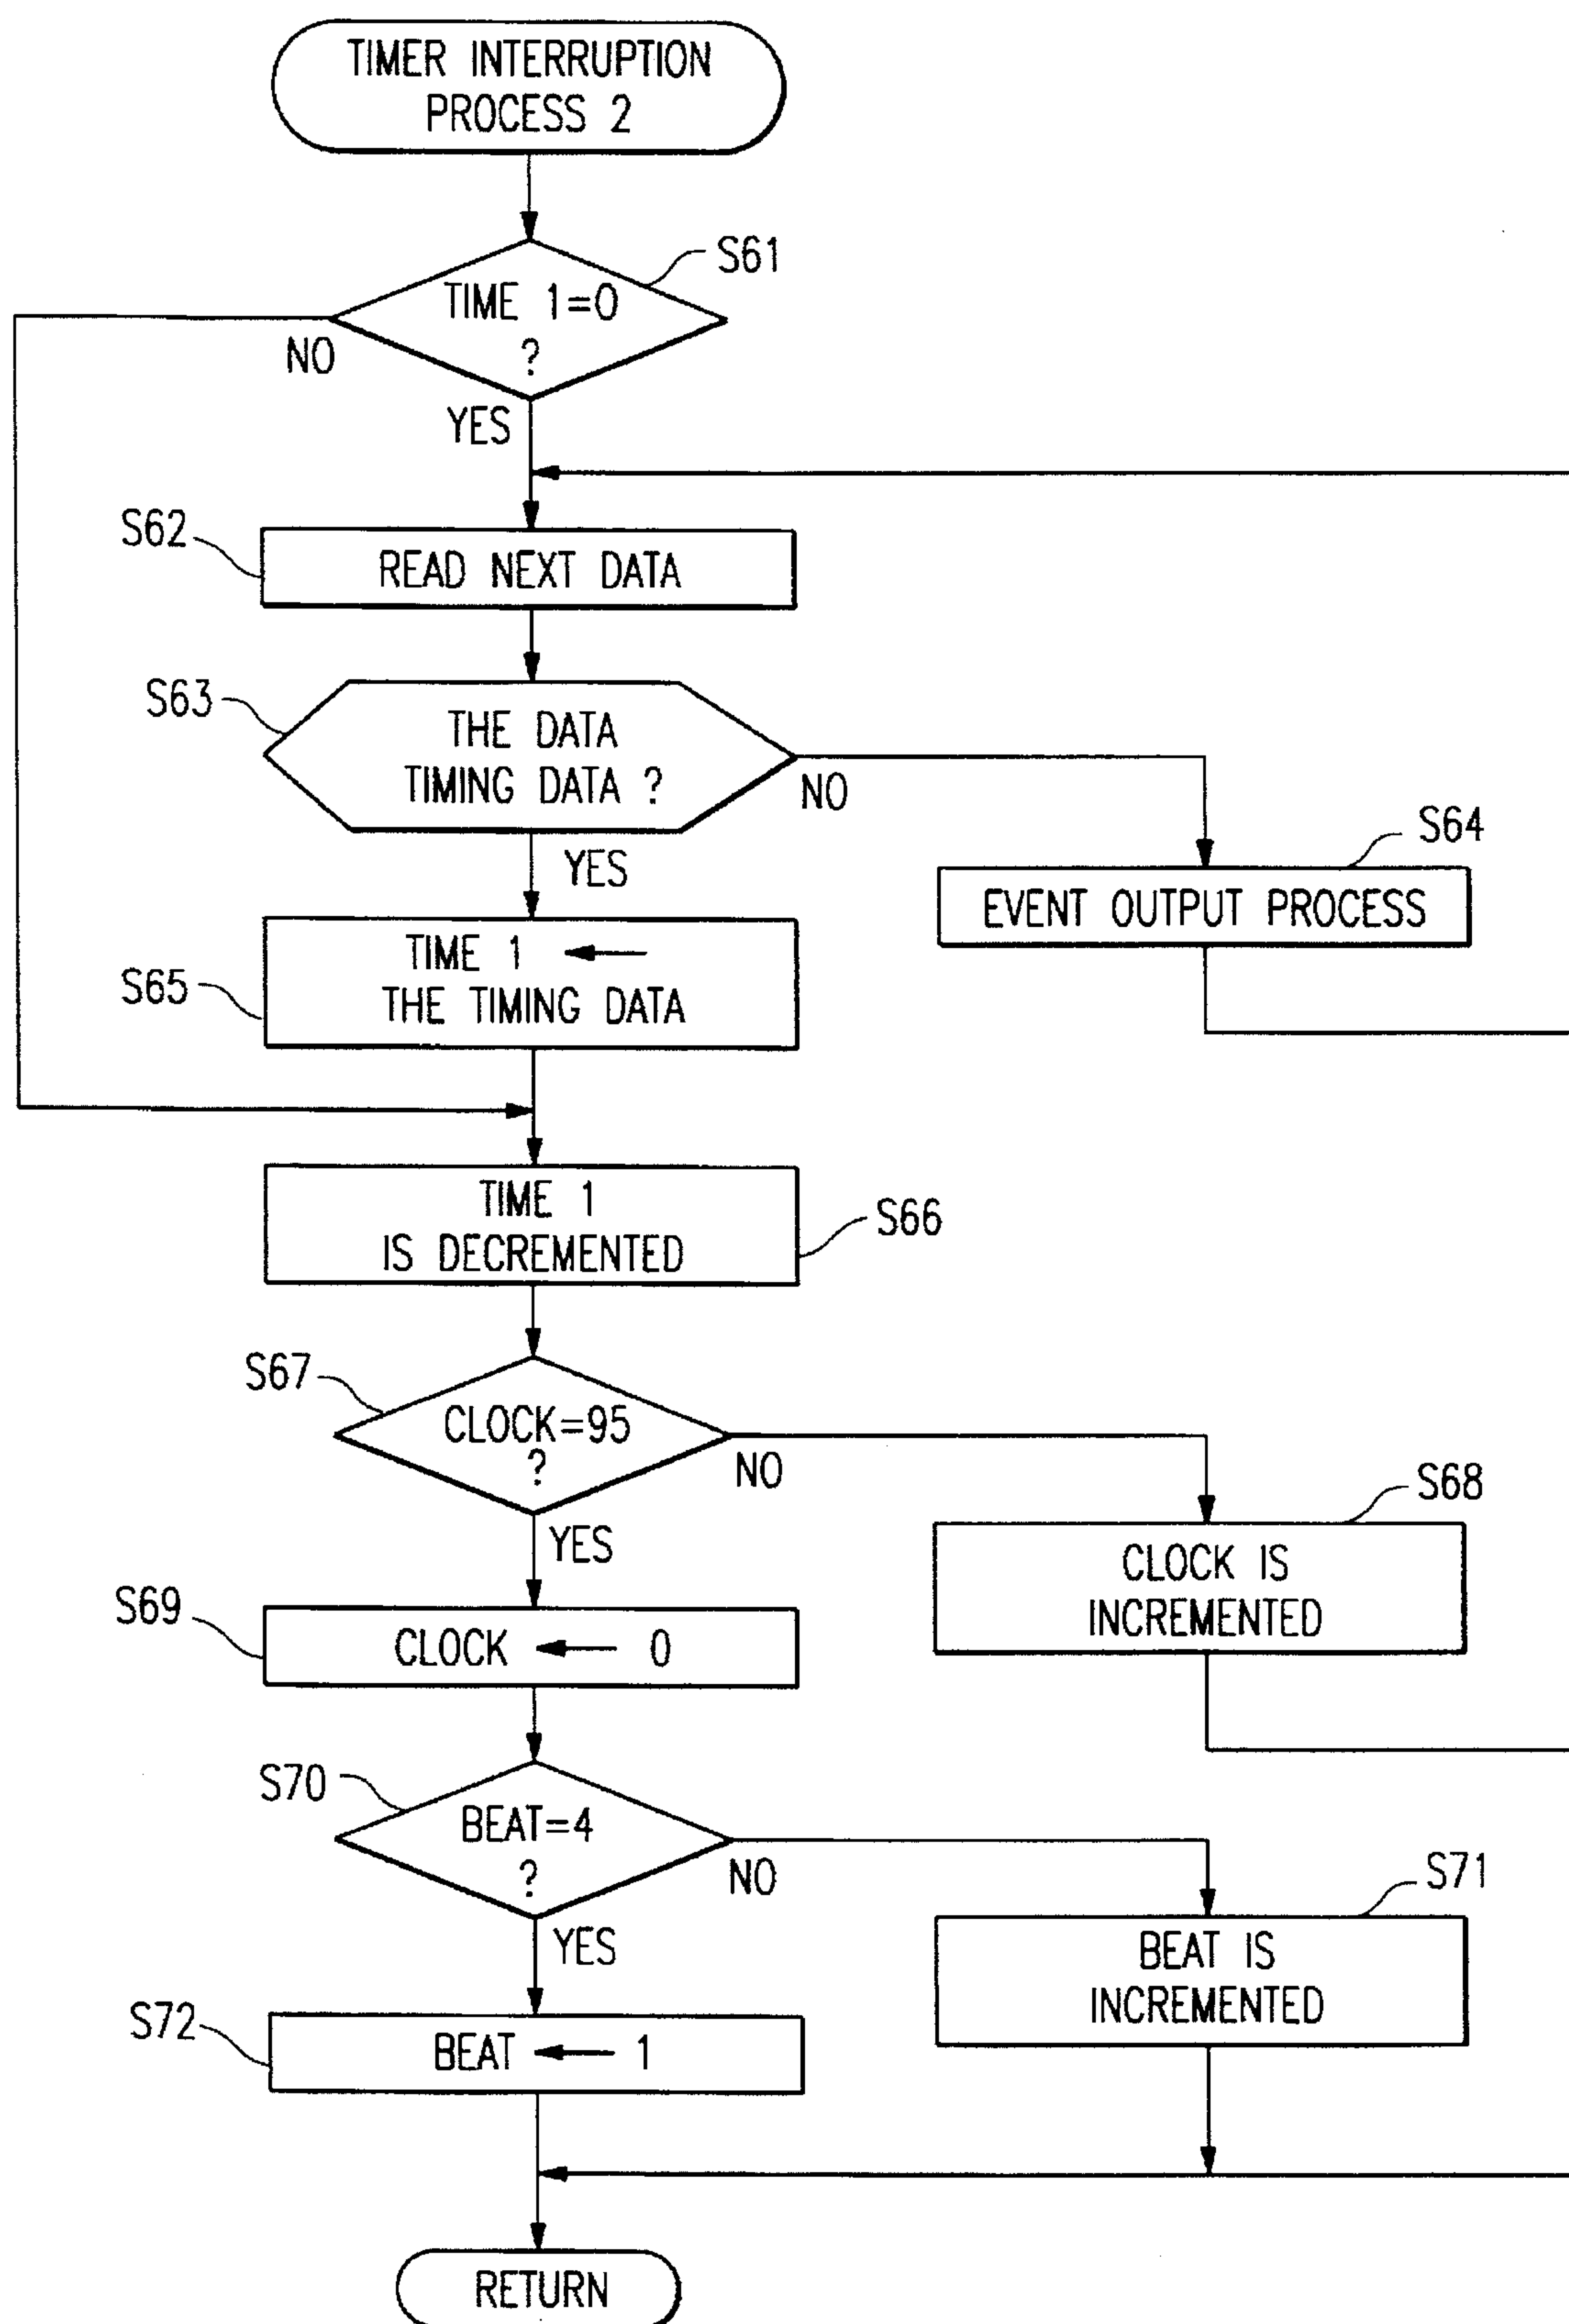 TIMER INTERRUPTION
PROCESS 2
S61
TIME 1=0
?
NO
YES
S62
READ NEXT DATA
S63
THE DATA
TIMING DATA ?
NO
YES
S64
EVENT OUTPUT PROCESS
S65
TIME 1 ←
THE TIMING DATA
TIME 1
IS DECREMENTED
S66
S67
CLOCK=95
?
NO
YES
S68
CLOCK IS
INCREMENTED
S69
CLOCK ← 0
S70
BEAT=4
?
NO
YES
S71
BEAT IS
INCREMENTED
S72
BEAT ← 1
RETURN